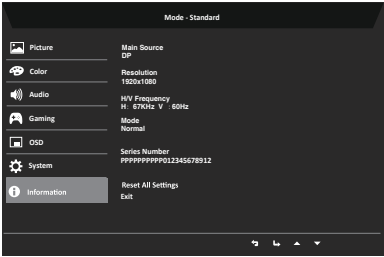 Mode - Standard
Picture
Color
Audio
Gaming
OSD
System
Information
Main Source
DP
Resolution
1920x1080
H/V Frequency
H: 67KHz V :60Hz
Mode
Normal
Series Number
PPPPPPPPPP012345678912
Reset All Settings
Exit